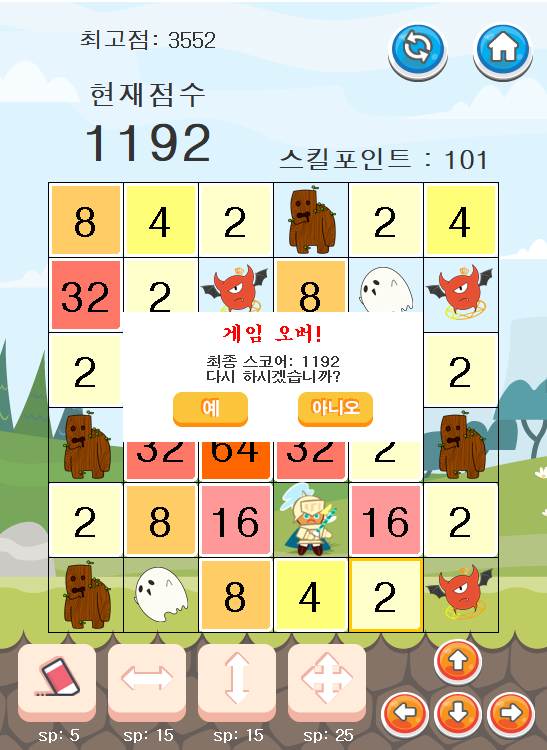 최고점: 3552
현재점수
1192
스킬포인트 : 101
8 4 2 2 4
32 2 8
게임 오버!
최종 스코어: 1192
다시 하시겠습니까?
예 아니오
2 2
32 64 32 2
2 8 16 16 2
8 4 2
sp: 5 sp: 15 sp: 15 sp: 25